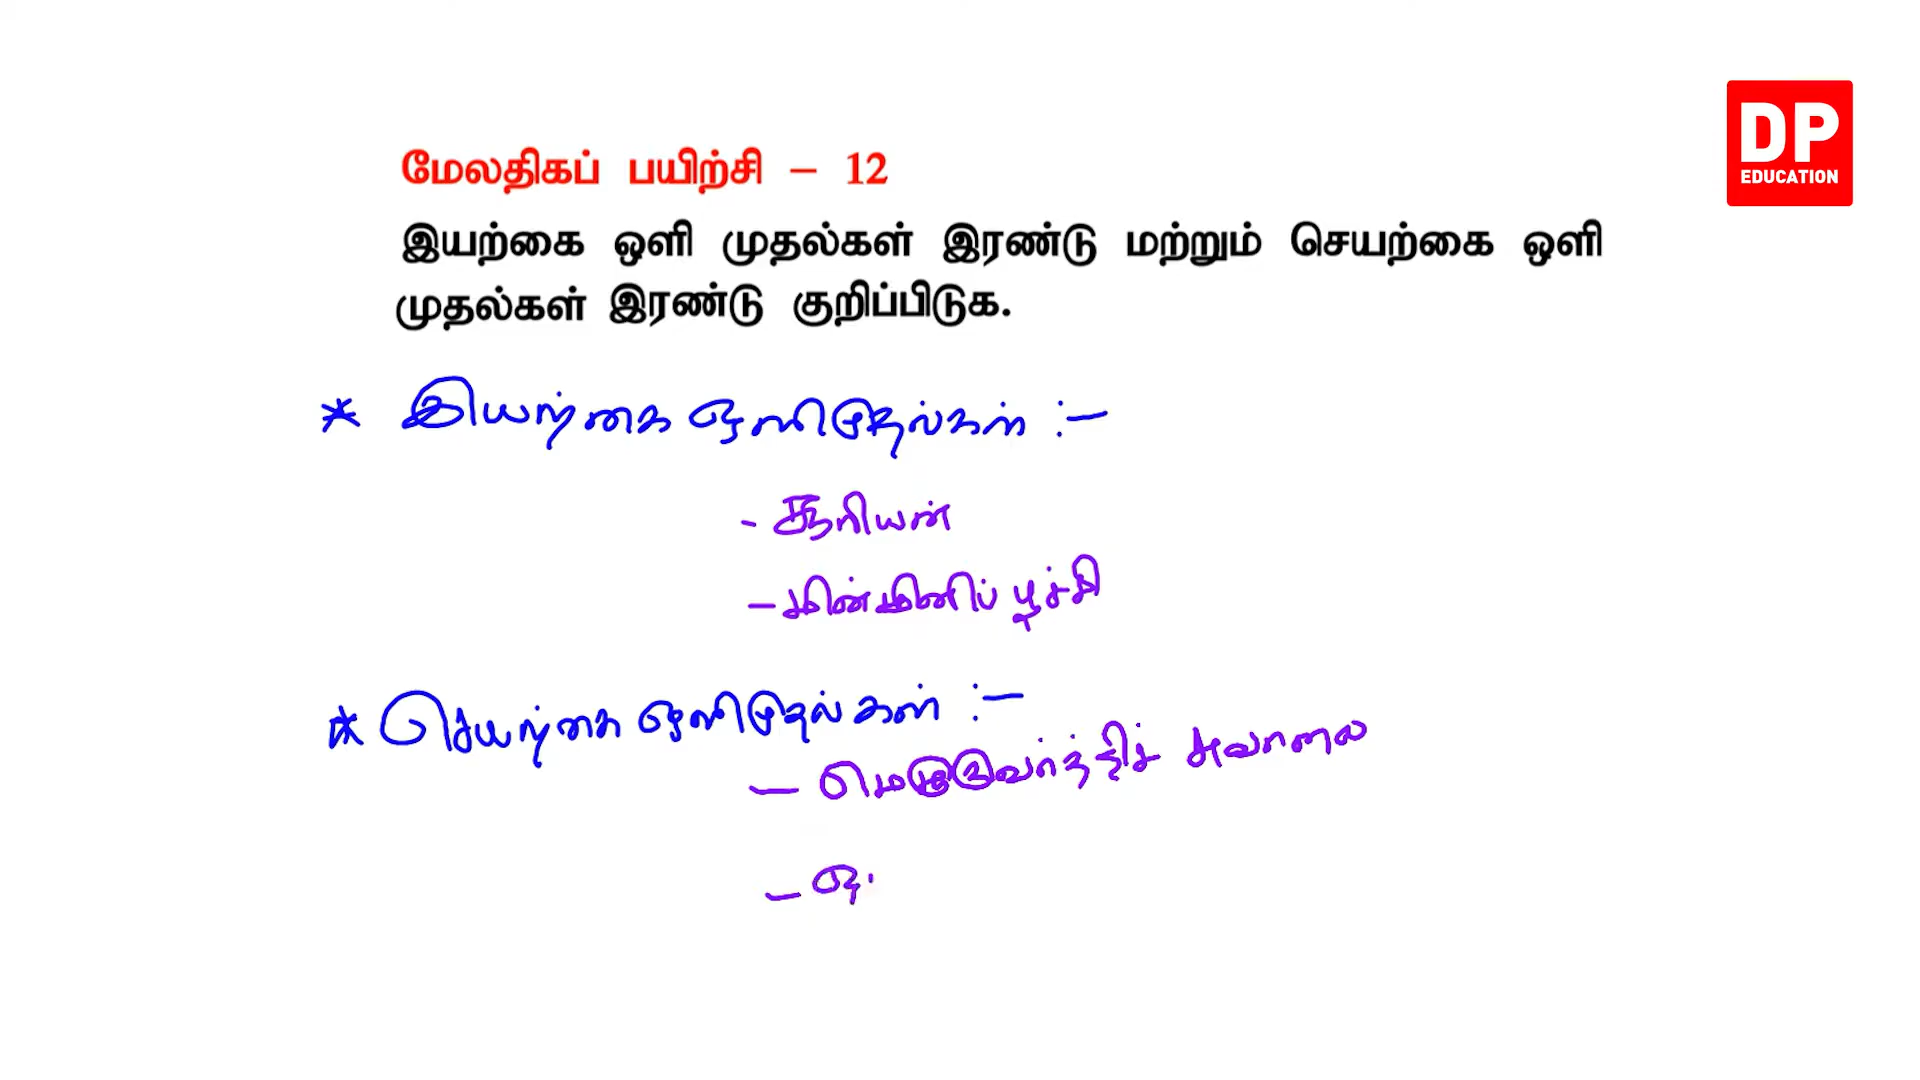 DP
EDUCATION
மேலதிகப் பயிற்சி – 12
இயற்கை ஒளி முதல்கள் இரண்டு மற்றும் செயற்கை ஒளி
முதல்கள் இரண்டு குறிப்பிடுக.
* இயற்கை ஒளிமுதல்கள் :-
- சூரியன்
- மின்மினிப் பூச்சி
* செயற்கை ஒளிமுதல்கள் :-
- மெழுகுவர்த்திச் சுவாலை
- ஒ